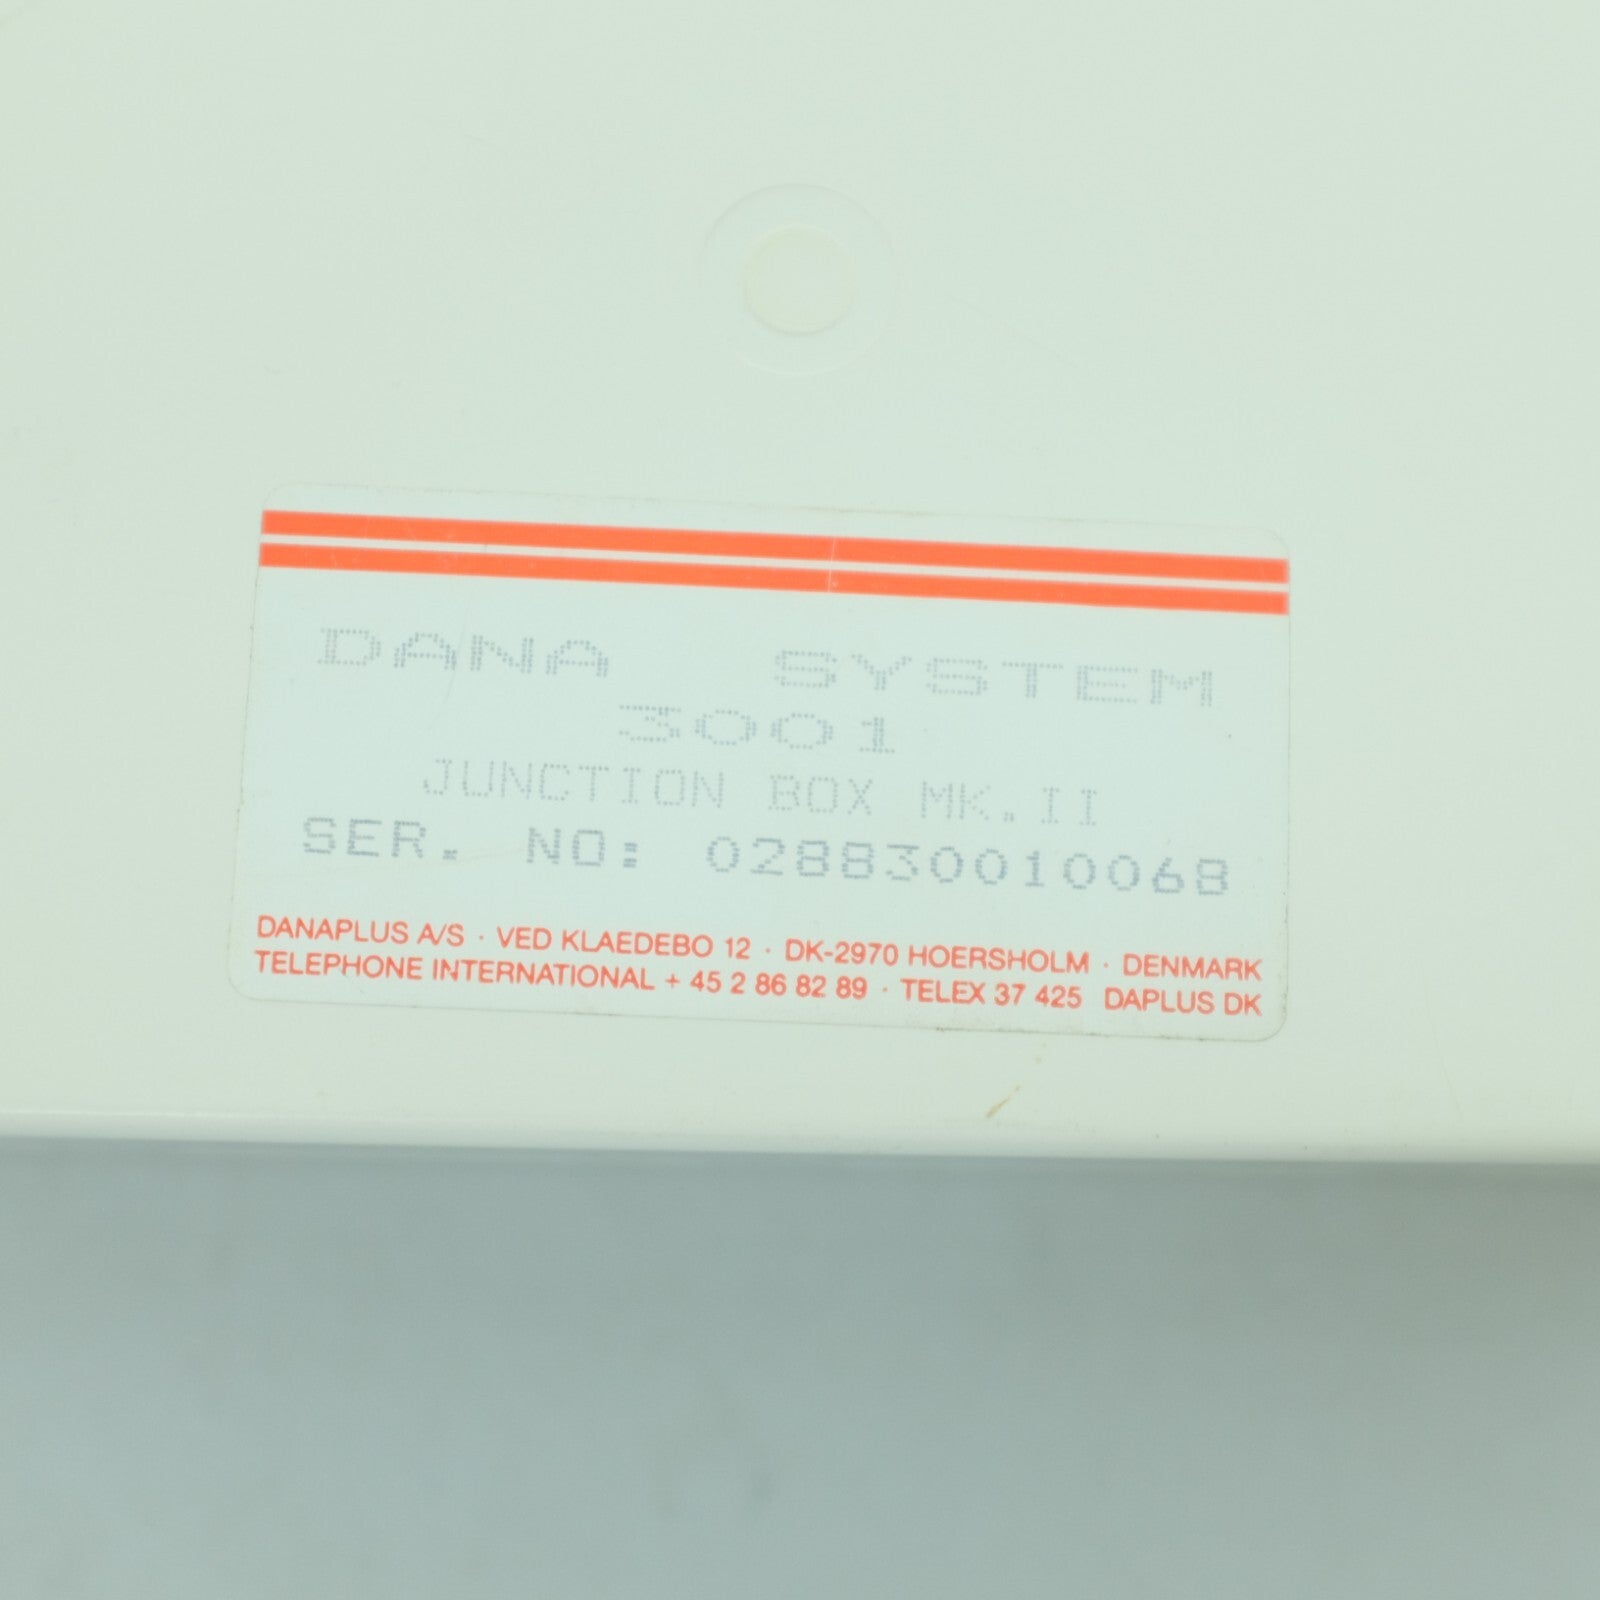 DANA SYSTEM
3001
JUNCTION BOX MK.II
SER. NO: 028830010068
DANAPLUS A/S · VED KLAEDEBO 12 · DK-2970 HOERSHOLM · DENMARK
TELEPHONE INTERNATIONAL + 45 2 86 82 89 · TELEX 37 425 DAPLUS DK